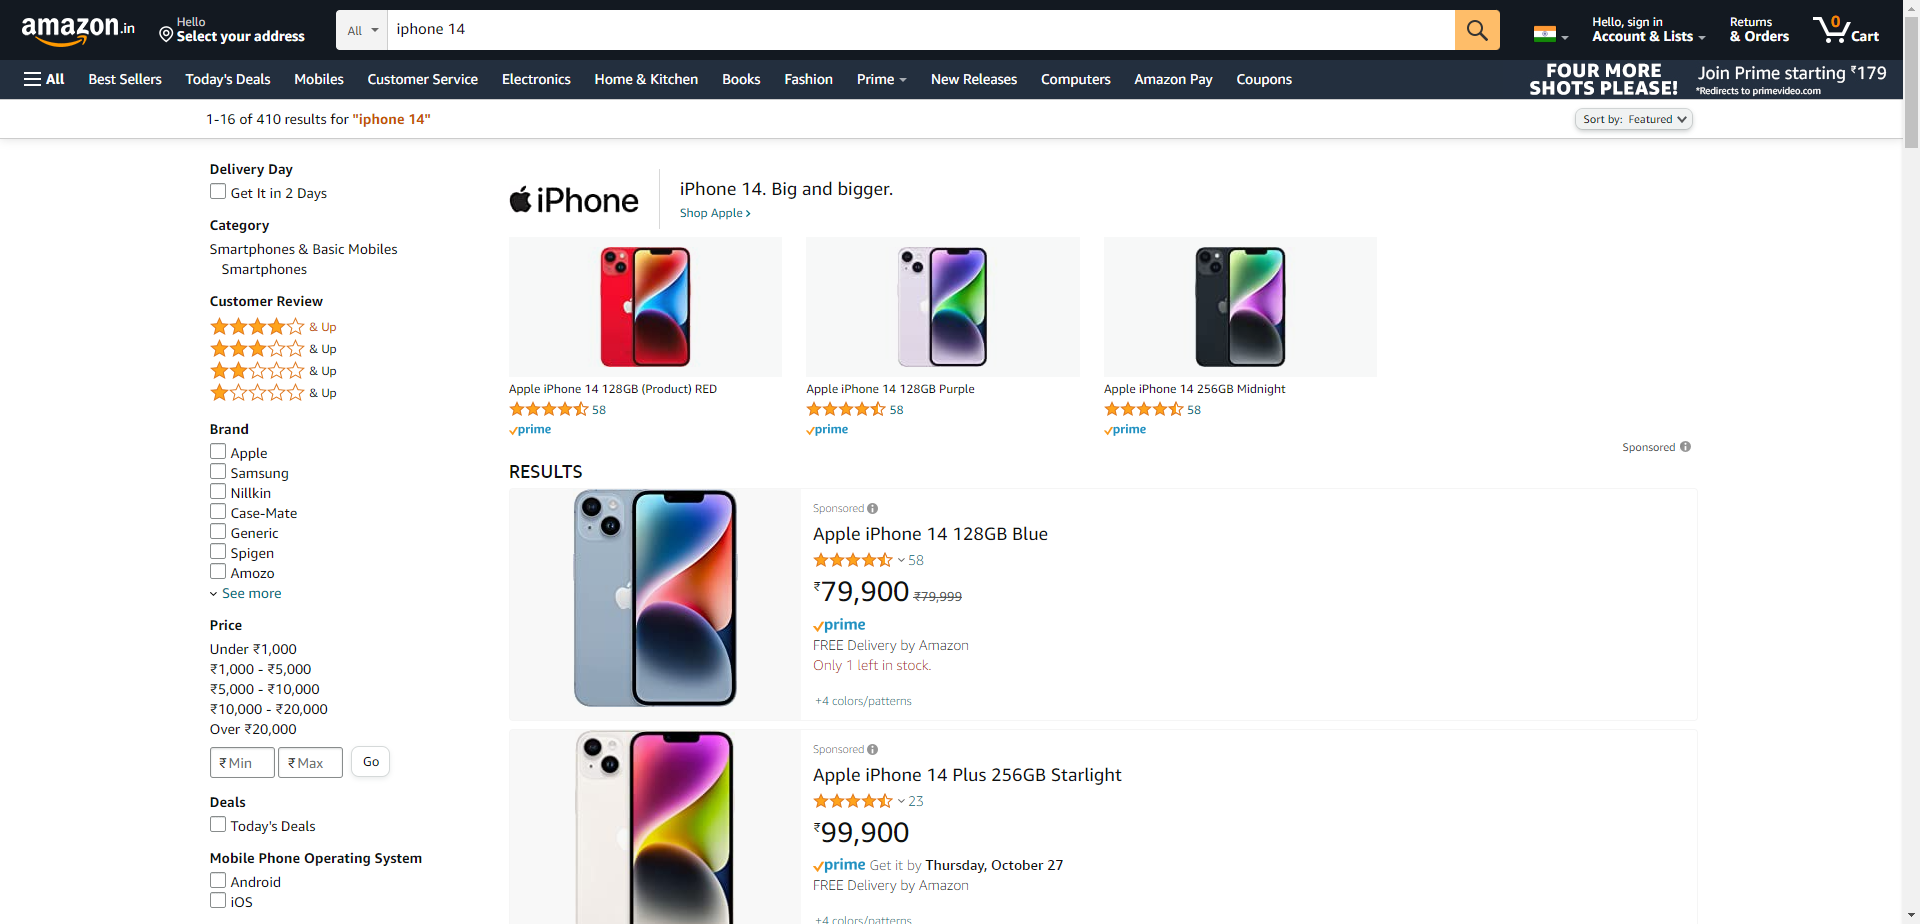 amazon.in
Hello
Select your address
All
iphone 14
Hello, sign in
Account & Lists
Returns
& Orders
0
Cart
All
Best Sellers
Today's Deals
Mobiles
Customer Service
Electronics
Home & Kitchen
Books
Fashion
Prime
New Releases
Computers
Amazon Pay
Coupons
FOUR MORE
SHOTS PLEASE!
Join Prime starting ₹179
*Redirects to primevideo.com
1-16 of 410 results for "iphone 14"
Sort by: Featured
Delivery Day
Get It in 2 Days
Category
Smartphones & Basic Mobiles
Smartphones
Customer Review
& Up
& Up
& Up
& Up
Brand
Apple
Samsung
Nillkin
Case-Mate
Generic
Spigen
Amozo
See more
Price
Under ₹1,000
₹1,000 - ₹5,000
₹5,000 - ₹10,000
₹10,000 - ₹20,000
Over ₹20,000
₹ Min
₹ Max
Go
Deals
Today's Deals
Mobile Phone Operating System
Android
iOS
iPhone
iPhone 14. Big and bigger.
Shop Apple
Apple iPhone 14 128GB (Product) RED
58
prime
Apple iPhone 14 128GB Purple
58
prime
Apple iPhone 14 256GB Midnight
58
prime
Sponsored
RESULTS
Sponsored
Apple iPhone 14 128GB Blue
58
₹79,900 ₹79,999
prime
FREE Delivery by Amazon
Only 1 left in stock.
+4 colors/patterns
Sponsored
Apple iPhone 14 Plus 256GB Starlight
23
₹99,900
prime Get it by Thursday, October 27
FREE Delivery by Amazon
+4 colors/patterns